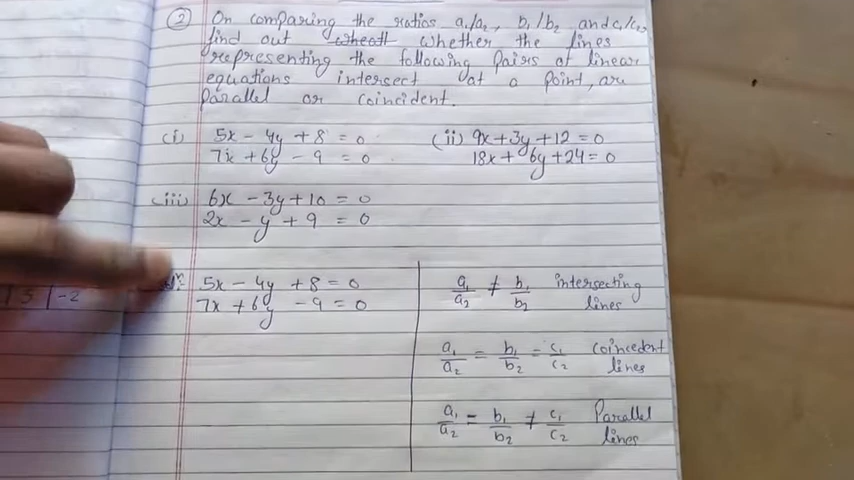 ② On comparing the ratios a₁/a₂, b₁/b₂ and c₁/c₂,
find out whether the lines
representing the following pairs of linear
equations intersect at a point, are
parallel or coincident.
(i) 5x − 4y + 8 = 0 (ii) 9x + 3y + 12 = 0
7x + 6y − 9 = 0 18x + 6y + 24 = 0
(iii) 6x − 3y + 10 = 0
2x − y + 9 = 0
5x − 4y + 8 = 0
7x + 6y − 9 = 0
a₁/a₂ ≠ b₁/b₂ intersecting
lines
a₁/a₂ = b₁/b₂ = c₁/c₂ Coincedent
lines
a₁/a₂ = b₁/b₂ ≠ c₁/c₂ Parallel
lines
3 | -2